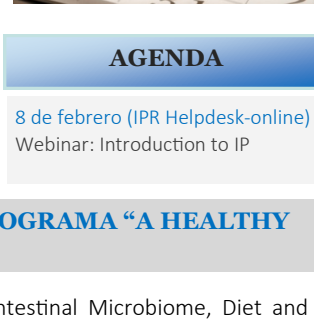 AGENDA
8 de febrero (IPR Helpdesk-online)
Webinar: Introduction to IP
OGRAMA “A HEALTHY
ntestinal Microbiome, Diet and